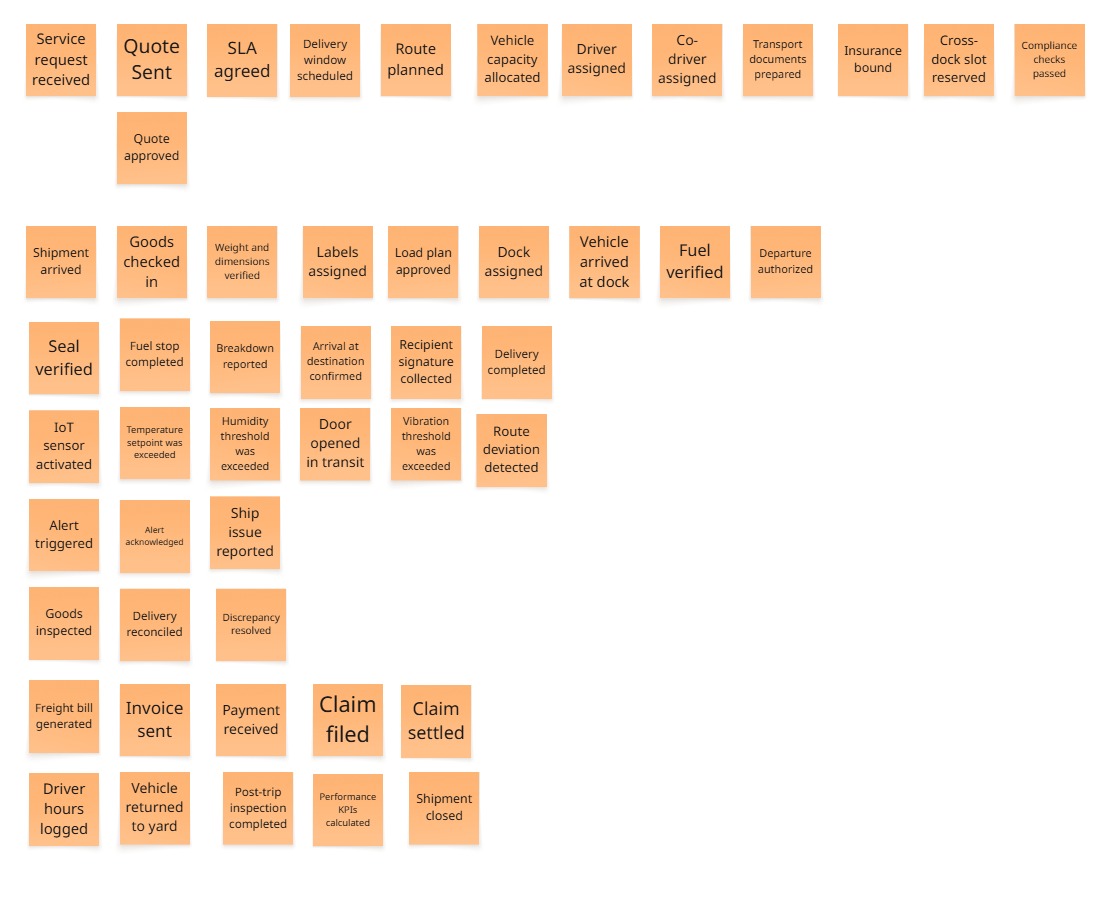 Service
request
received
Quote
Sent
SLA
agreed
Delivery
window
scheduled
Route
planned
Vehicle
capacity
allocated
Driver
assigned
Co-
driver
assigned
Transport
documents
prepared
Insurance
bound
Cross-
dock slot
reserved
Compliance
checks
passed
Quote
approved
Shipment
arrived
Goods
checked
in
Weight and
dimensions
verified
Labels
assigned
Load plan
approved
Dock
assigned
Vehicle
arrived
at dock
Fuel
verified
Departure
authorized
Seal
verified
Fuel stop
completed
Breakdown
reported
Arrival at
destination
confirmed
Recipient
signature
collected
Delivery
completed
IoT
sensor
activated
Temperature
setpoint was
exceeded
Humidity
threshold
was
exceeded
Door
opened
in transit
Vibration
threshold
was
exceeded
Route
deviation
detected
Alert
triggered
Alert
acknowledged
Ship
issue
reported
Goods
inspected
Delivery
reconciled
Discrepancy
resolved
Freight bill
generated
Invoice
sent
Payment
received
Claim
filed
Claim
settled
Driver
hours
logged
Vehicle
returned
to yard
Post-trip
inspection
completed
Performance
KPIs
calculated
Shipment
closed